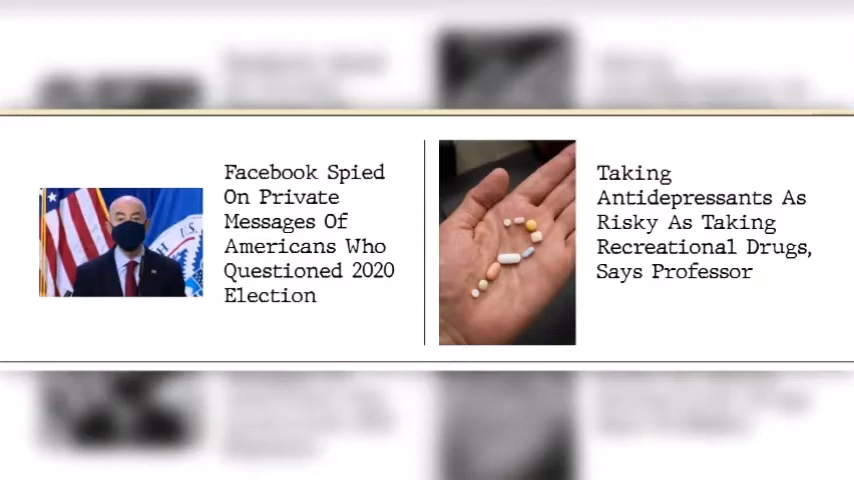 Facebook Spied
On Private
Messages Of
Americans Who
Questioned 2020
Election
Taking
Antidepressants As
Risky As Taking
Recreational Drugs,
Says Professor